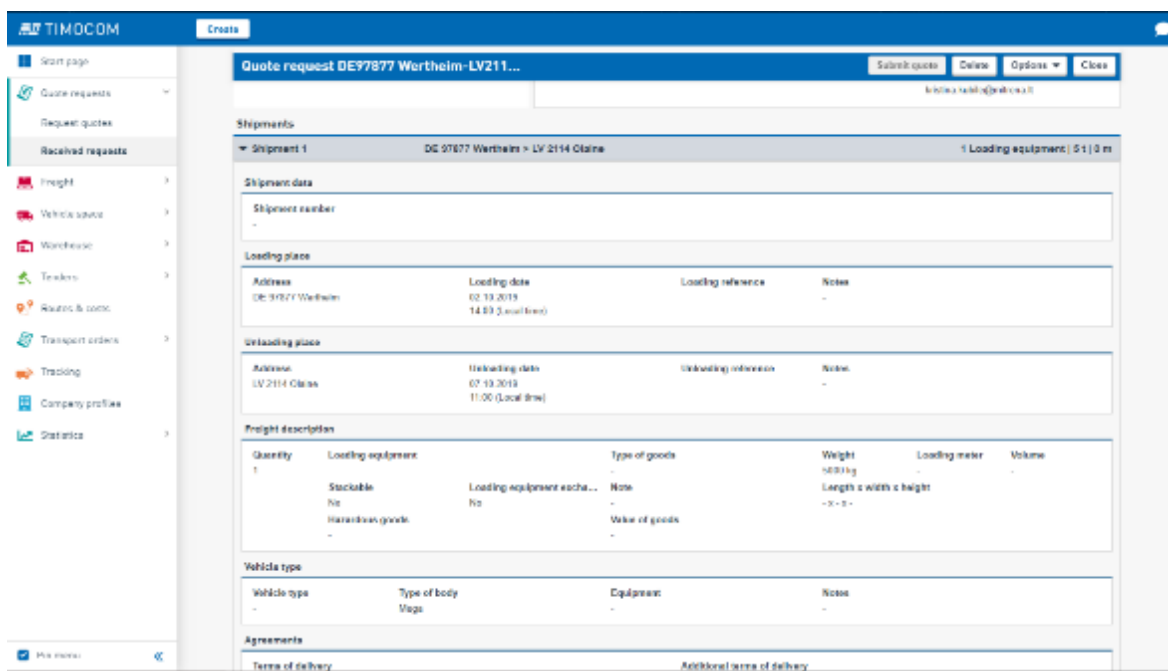 TIMOCOM
Create
Start page
Quote requests
Request quotes
Received requests
Freight
Vehicle space
Warehouse
Tenders
Routes & costs
Transport orders
Tracking
Company profiles
Statistics
Pin menu
Quote request DE97877 Wertheim-LV211...
Submit quote Delete Options Close
Shipments
Shipment 1 DE 97877 Wertheim > LV 2114 Olaine 1 Loading equipment | 5 t | 0 m
Shipment data
Shipment number
-
Loading place
Address Loading date Loading reference Notes
DE 97877 Wertheim 02.10.2019 -
14:00 (Local time)
Unloading place
Address Unloading date Unloading reference Notes
LV 2114 Olaine 07.10.2019 -
11:00 (Local time)
Freight description
Quantity Loading equipment Type of goods Weight Loading meter Volume
1 - 5000 kg - -
Stackable Loading equipment excha... Note Length x width x height
No No - - x - x -
Hazardous goods Value of goods
- -
Vehicle type
Vehicle type Type of body Equipment Notes
- Mega - -
Agreements
Terms of delivery Additional terms of delivery